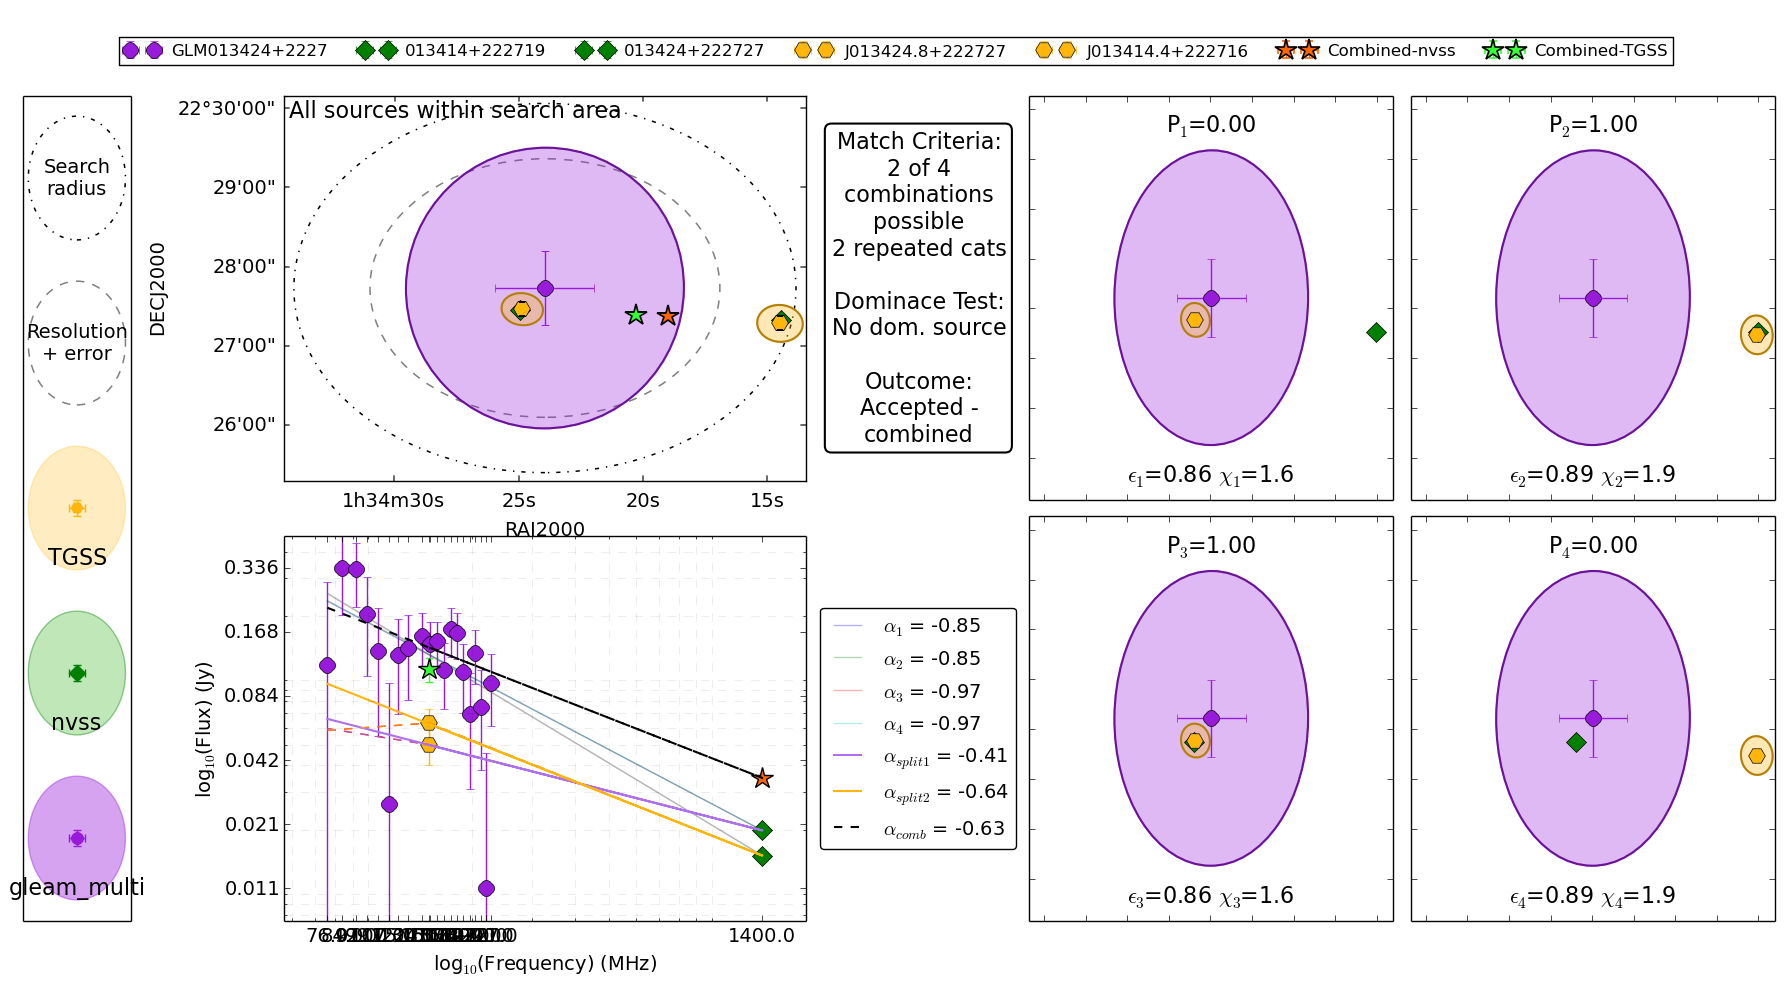 GLM013424+2227 013414+222719 013424+222727 J013424.8+222727 J013414.4+222716 Combined-nvss Combined-TGSS
Search
radius
Resolution
+ error
TGSS
nvss
gleam_multi
All sources within search area
22°30'00"
29'00"
28'00"
27'00"
26'00"
DECJ2000
1h34m30s 25s 20s 15s
RAJ2000
Match Criteria:
2 of 4
combinations
possible
2 repeated cats
Dominace Test:
No dom. source
Outcome:
Accepted -
combined
P1=0.00
ϵ1=0.86 χ1=1.6
P2=1.00
ϵ2=0.89 χ2=1.9
0.336
0.168
0.084
0.042
0.021
0.011
log10(Flux) (Jy)
1400.0
log10(Frequency) (MHz)
α1 = -0.85
α2 = -0.85
α3 = -0.97
α4 = -0.97
αsplit1 = -0.41
αsplit2 = -0.64
αcomb = -0.63
P3=1.00
ϵ3=0.86 χ3=1.6
P4=0.00
ϵ4=0.89 χ4=1.9